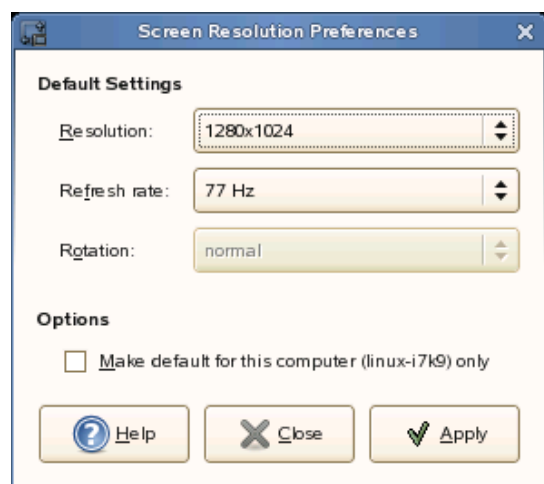 Screen Resolution Preferences
Default Settings
Resolution: 1280x1024
Refresh rate: 77 Hz
Rotation: normal
Options
Make default for this computer (linux-i7k9) only
Help Close Apply